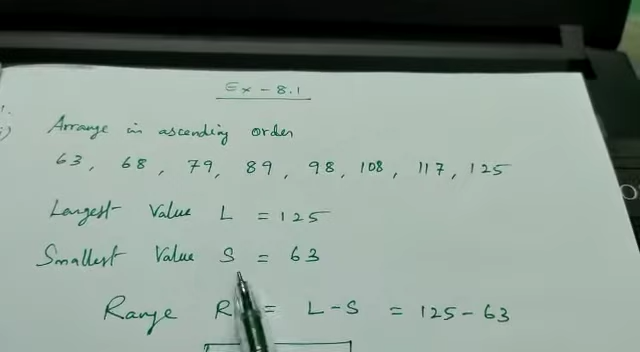 Ex - 8.1
1.
i) Arrange in ascending order
63, 68, 79, 89, 98, 108, 117, 125
Largest Value L = 125
Smallest Value S = 63
Range R = L - S = 125 - 63